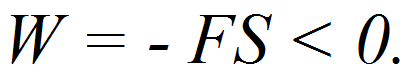 W = - FS < 0.